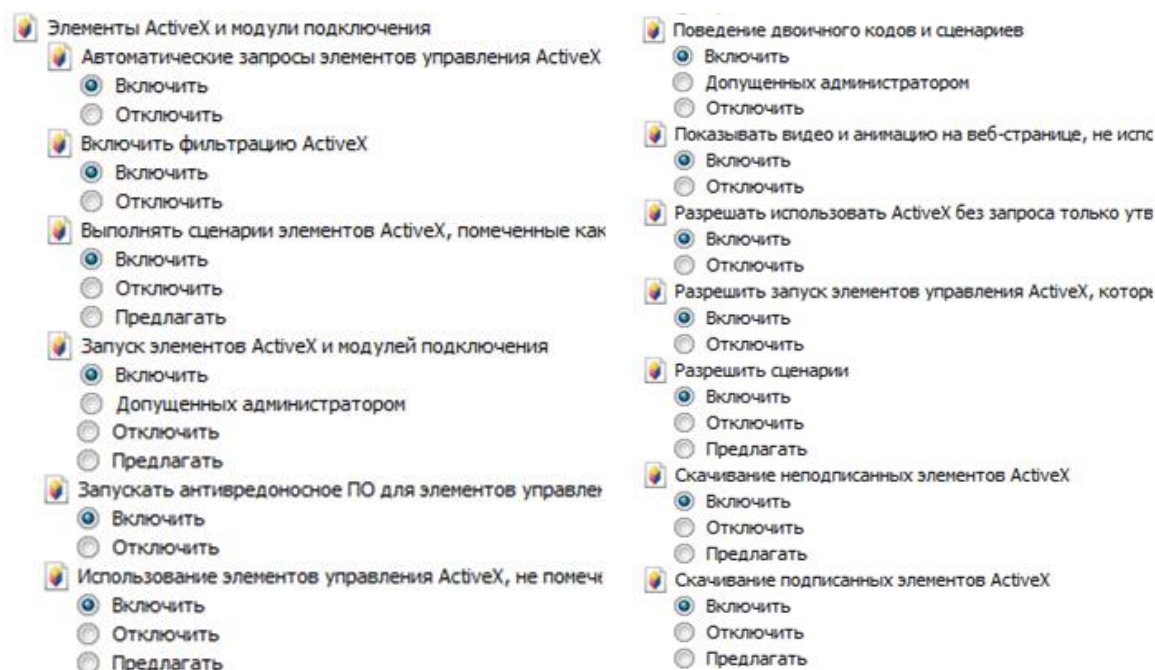 Элементы ActiveX и модули подключения
Автоматические запросы элементов управления ActiveX
Включить
Отключить
Включить фильтрацию ActiveX
Включить
Отключить
Выполнять сценарии элементов ActiveX, помеченные как
Включить
Отключить
Предлагать
Запуск элементов ActiveX и модулей подключения
Включить
Допущенных администратором
Отключить
Предлагать
Запускать антивредоносное ПО для элементов
Включить
Отключить
Использование элементов управления ActiveX, не
Включить
Отключить
Предлагать
Поведение двоичного кодов и сценариев
Включить
Допущенных администратором
Отключить
Показывать видео и анимацию на веб-странице, не
Включить
Отключить
Разрешать использовать ActiveX без запроса только
Включить
Отключить
Разрешить запуск элементов управления ActiveX,
Включить
Отключить
Разрешить сценарии
Включить
Отключить
Предлагать
Скачивание неподписанных элементов ActiveX
Включить
Отключить
Предлагать
Скачивание подписанных элементов ActiveX
Включить
Отключить
Предлагать